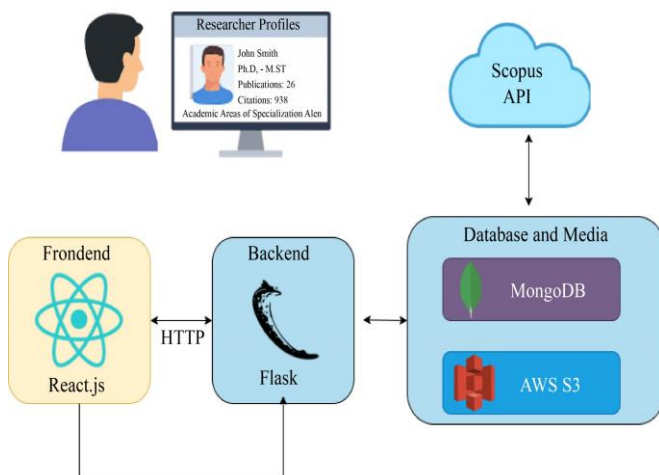 Researcher Profiles
John Smith
Ph.D, - M.ST
Publications: 26
Citations: 938
Academic Areas of Specialization Alen
Scopus
API
Frondend
React.js
HTTP
Backend
Flask
Database and Media
MongoDB
AWS S3